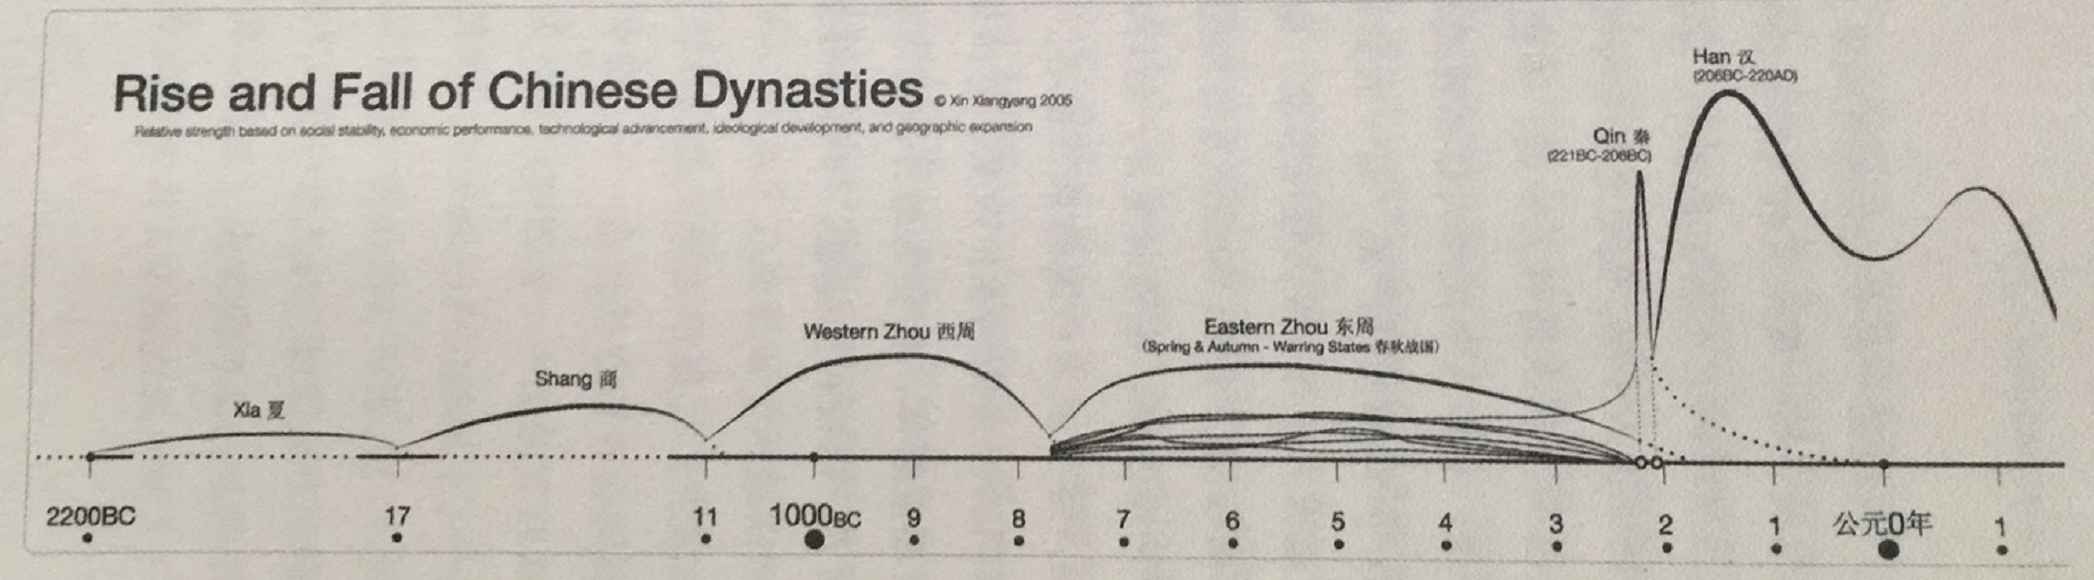 Rise and Fall of Chinese Dynasties © Xin Xiangyang 2005
Relative strength based on social stability, economic performance, technological advancement, ideological development, and geographic expansion
Han 汉
(206BC-220AD)
Qin 秦
(221BC-206BC)
Western Zhou 西周
Eastern Zhou 东周
(Spring & Autumn - Warring States 春秋战国)
Shang 商
Xia 夏
2200BC 17 11 1000BC 9 8 7 6 5 4 3 2 1 公元0年 1